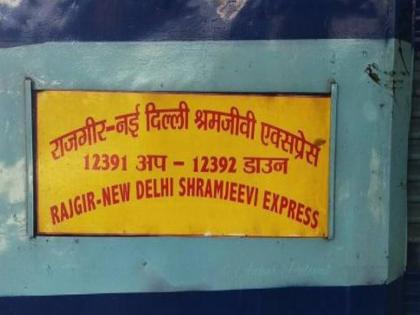 राजगीर-नई दिल्ली श्रमजीवी एक्सप्रेस
12391 अप - 12392 डाउन
RAJGIR-NEW DELHI SHRAMJEEVI EXPRESS